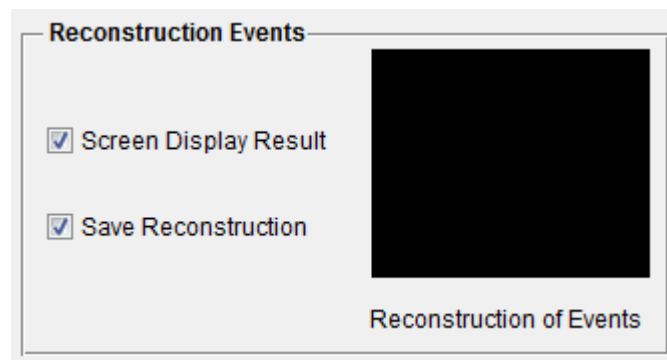 Reconstruction Events
Screen Display Result
Save Reconstruction
Reconstruction of Events